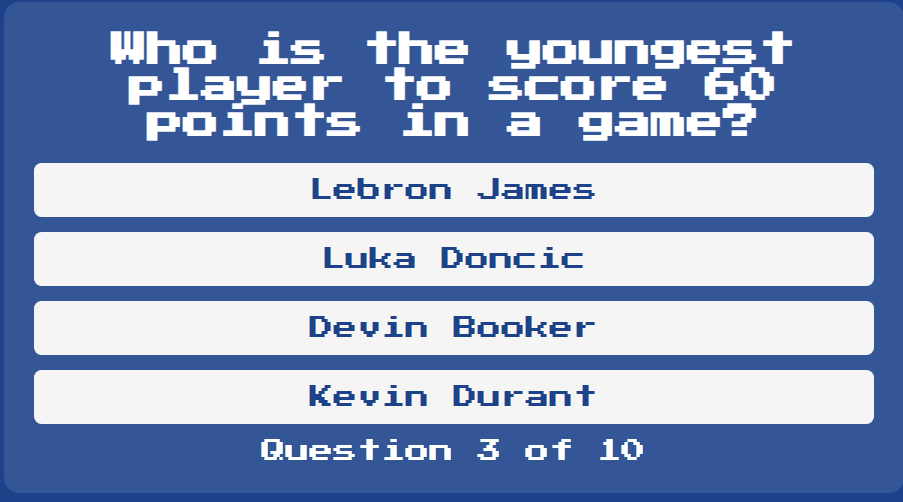 Who is the youngest
player to score 60
points in a game?
Lebron James
Luka Doncic
Devin Booker
Kevin Durant
Question 3 of 10